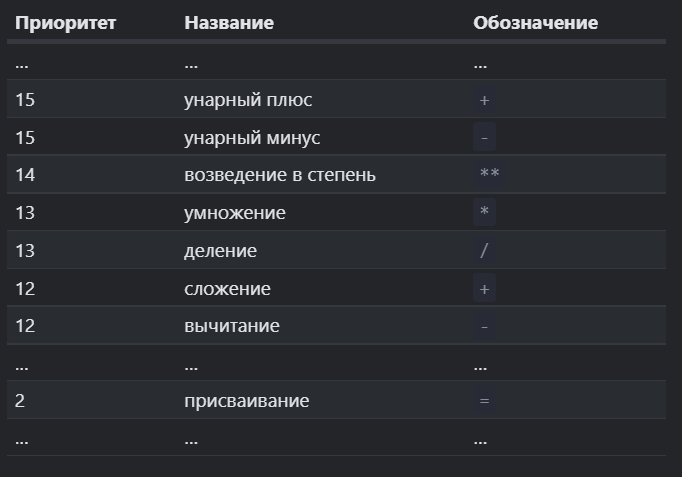 Приоритет Название Обозначение
... ... ...
15 унарный плюс +
15 унарный минус -
14 возведение в степень **
13 умножение *
13 деление /
12 сложение +
12 вычитание -
... ... ...
2 присваивание =
... ... ...